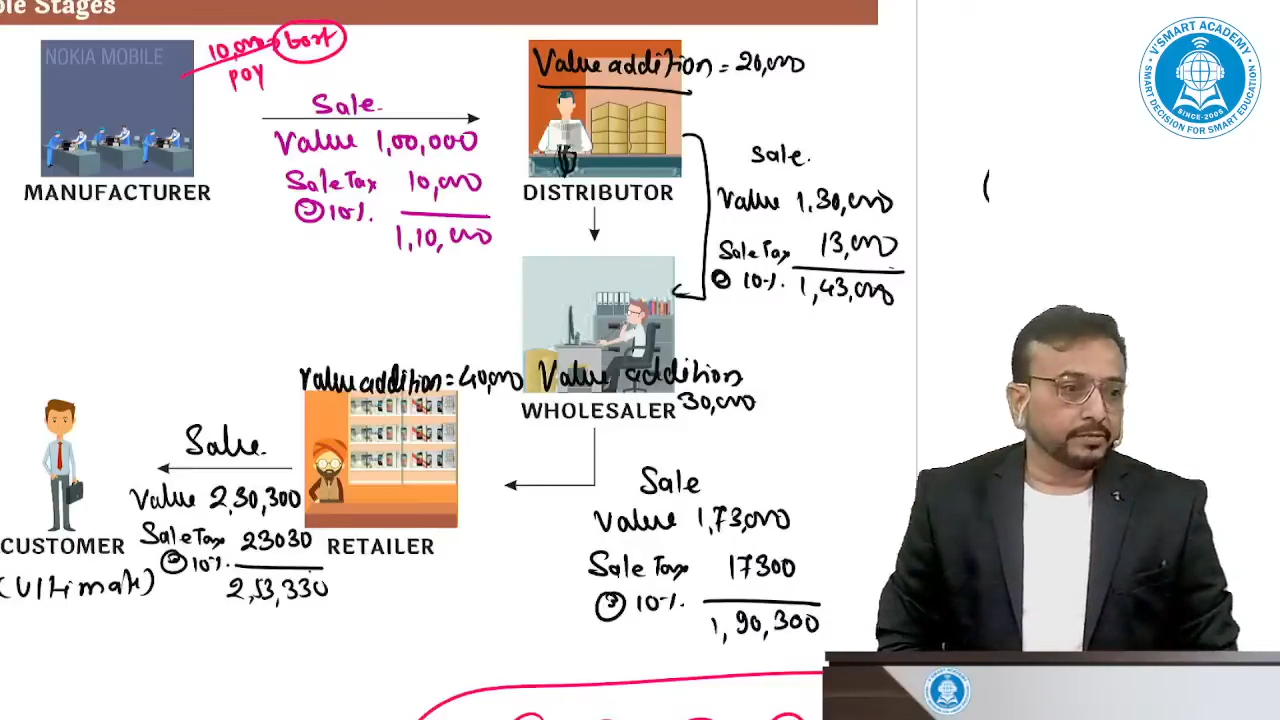 ple Stages
NOKIA MOBILE
10,000 → Govt
pay
MANUFACTURER
Sale.
Value 1,00,000
Sale Tax 10,000
@ 10%.
1,10,000
Value addition = 20,000
DISTRIBUTOR
Sale.
Value 1,30,000
Sale Tax 13,000
@ 10%. 1,43,000
Value addition
30,000
WHOLESALER
Sale
Value 1,73,000
Sale Tax 17300
@ 10%.
1,90,300
Value addition = 40,000
RETAILER
Sale.
Value 2,30,300
Sale Tax 23030
@ 10%.
2,53,330
CUSTOMER
(Ultimate)
(
V'SMART ACADEMY
SINCE-2005
SMART DECISION FOR SMART EDUCATION